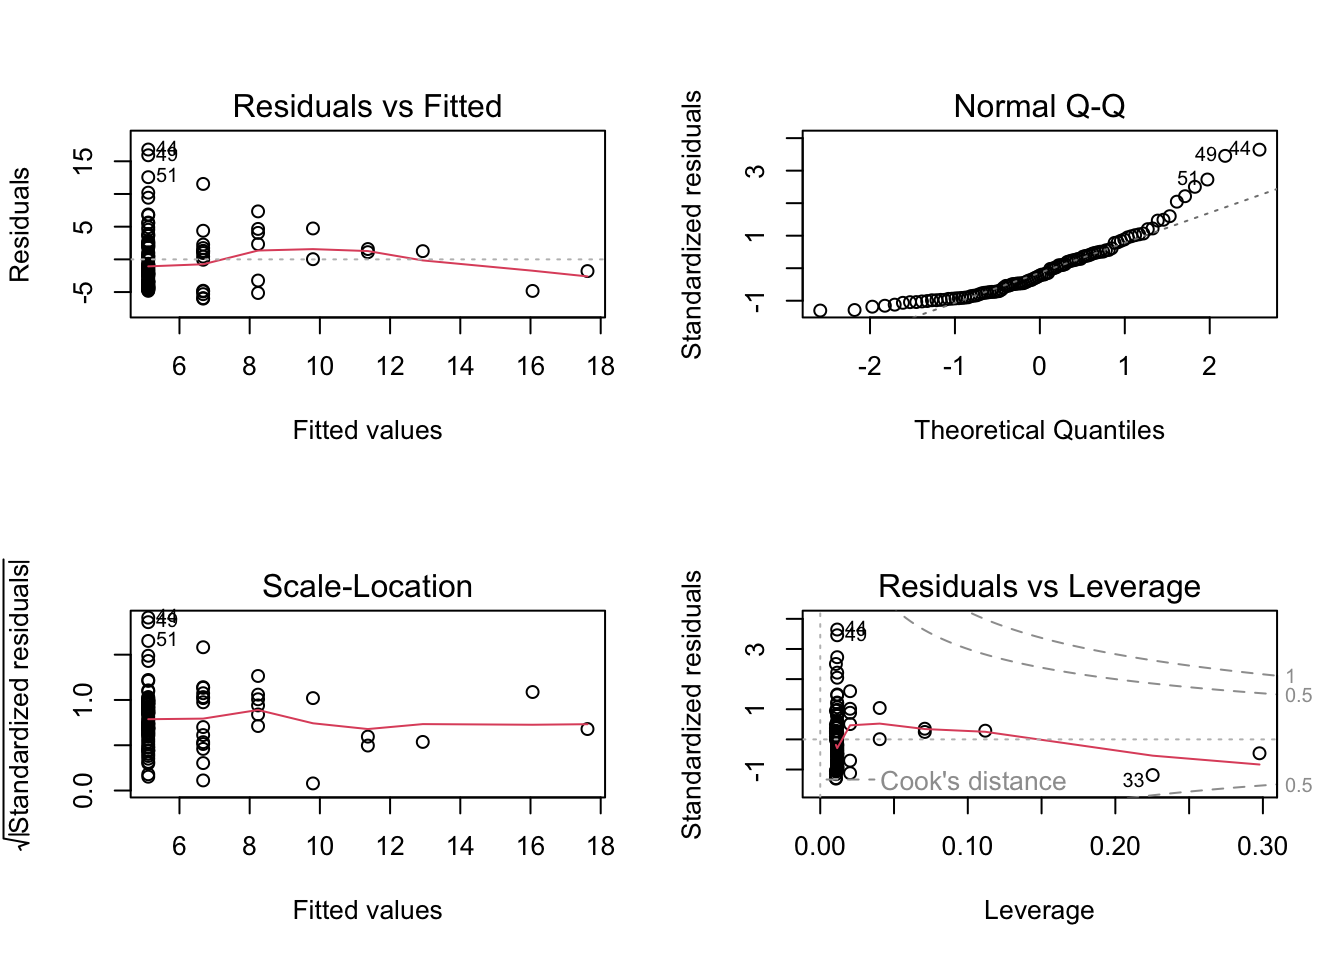 Residuals vs Fitted
Residuals
15
5
-5
44
49
51
6 8 10 12 14 16 18
Fitted values
Normal Q-Q
Standardized residuals
3
1
-1
49
44
51
-2 -1 0 1 2
Theoretical Quantiles
Scale-Location
√|Standardized residuals|
1.0
0.0
44
49
51
6 8 10 12 14 16 18
Fitted values
Residuals vs Leverage
Standardized residuals
3
1
-1
44
49
33
Cook's distance
1
0.5
0.5
0.00 0.10 0.20 0.30
Leverage